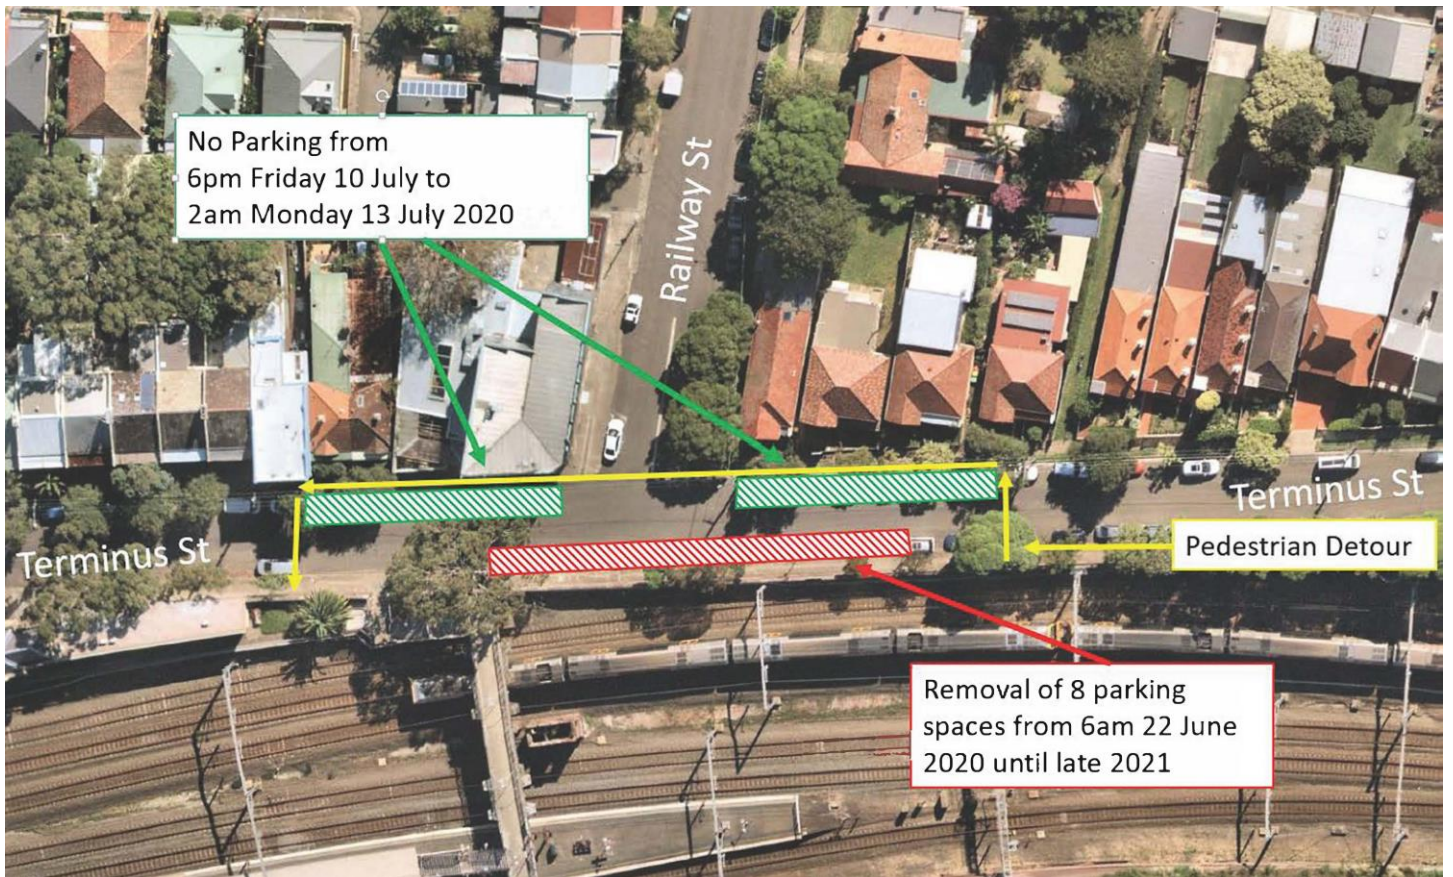 No Parking from
6pm Friday 10 July to
2am Monday 13 July 2020
Railway St
Terminus St
Terminus St
Pedestrian Detour
Removal of 8 parking
spaces from 6am 22 June
2020 until late 2021